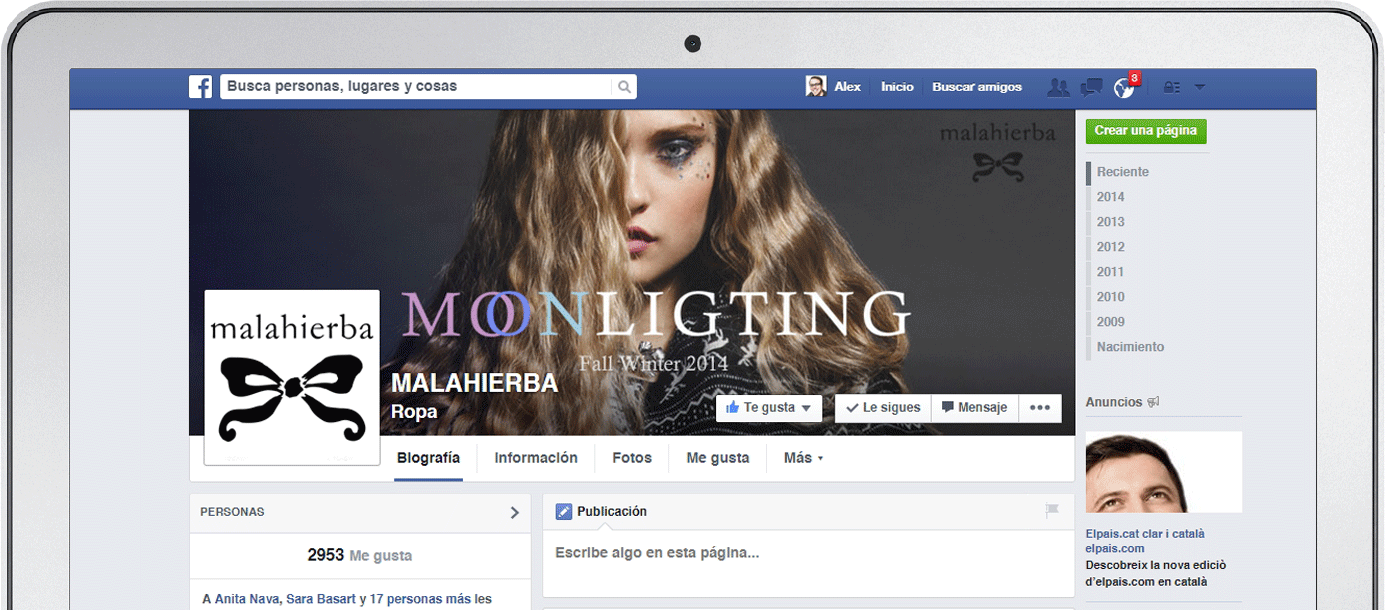 Busca personas, lugares y cosas
Alex
Inicio
Buscar amigos
3
malahierba
Crear una página
Reciente
2014
2013
2012
2011
2010
2009
Nacimiento
malahierba
MOONLIGTING
Fall Winter 2014
MALAHIERBA
Ropa
Te gusta
Le sigues
Mensaje
Biografía
Información
Fotos
Me gusta
Más
Anuncios
Elpais.cat clar i català
elpais.com
Descobreix la nova edició
d'elpais.com en català
PERSONAS
2953 Me gusta
A Anita Nava, Sara Basart y 17 personas más les
Publicación
Escribe algo en esta página...